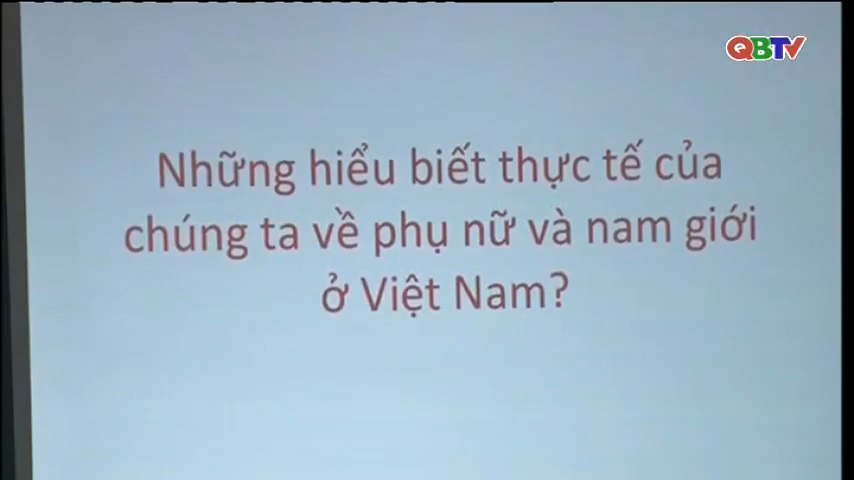 QBTV
Những hiểu biết thực tế của
chúng ta về phụ nữ và nam giới
ở Việt Nam?